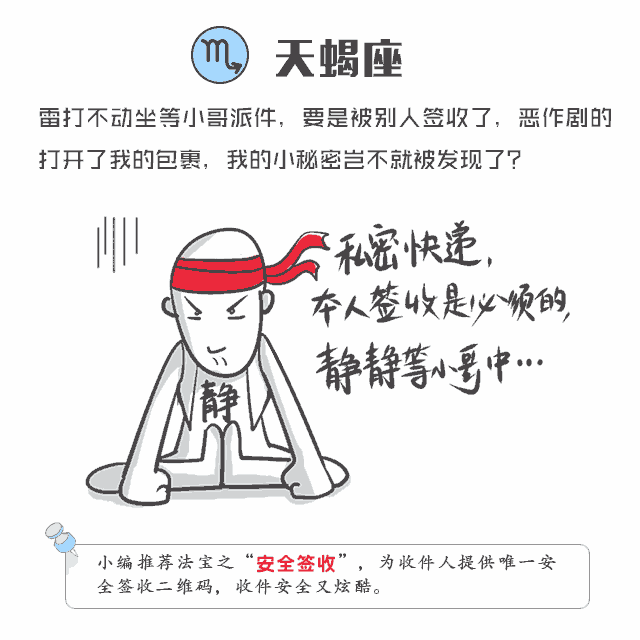 天蝎座
雷打不动坐等小哥派件，要是被别人签收了，恶作剧的
打开了我的包裹，我的小秘密岂不就被发现了？
私密快递，
本人签收是必须的，
静静等小哥中…
静
小编推荐法宝之“安全签收”，为收件人提供唯一安
全签收二维码，收件安全又炫酷。